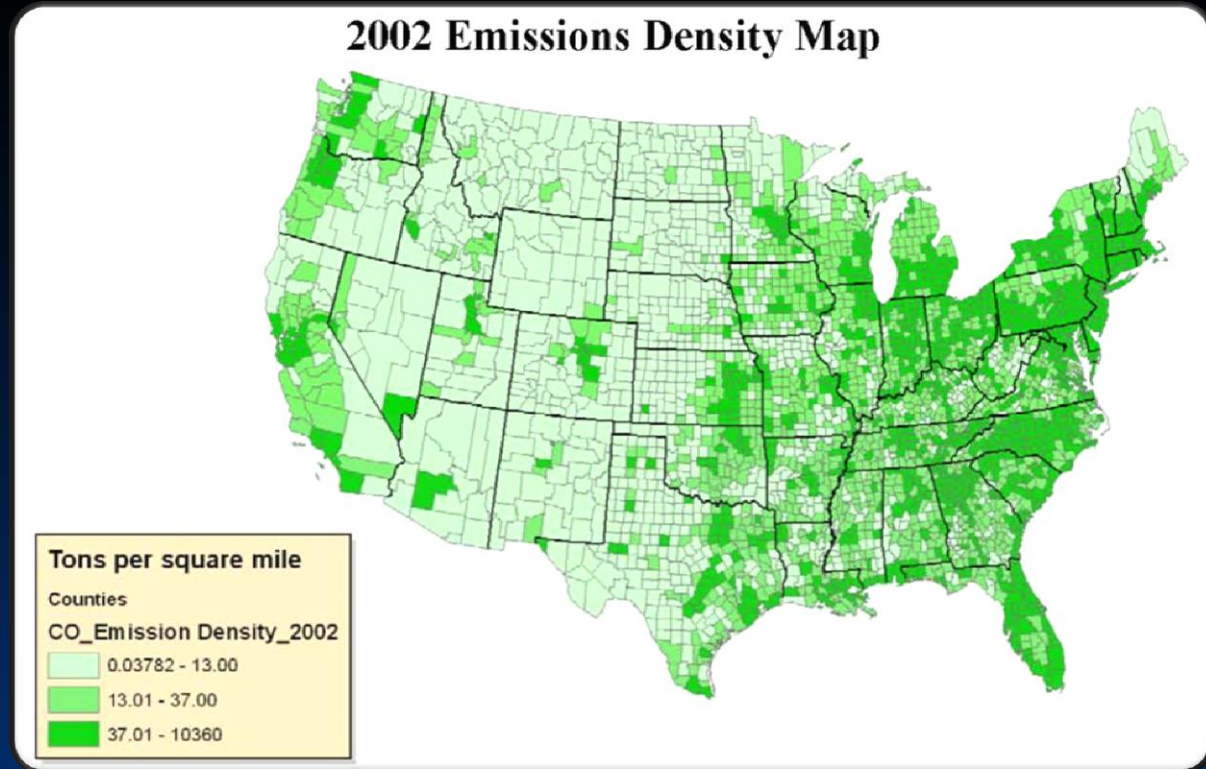 2002 Emissions Density Map
Tons per square mile
Counties
CO_Emission Density_2002
0.03782 - 13.00
13.01 - 37.00
37.01 - 10360